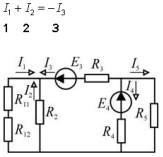 I₁ + I₂ = −I₃
1 2 3
I₁ I₃ E₃ R₃ I₅
I₂ I₄
R₁₁ R₂ E₄ R₅
R₁₂ R₄